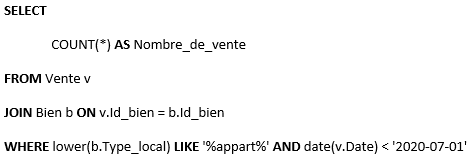 SELECT
COUNT(*) AS Nombre_de_vente
FROM Vente v
JOIN Bien b ON v.Id_bien = b.Id_bien
WHERE lower(b.Type_local) LIKE '%appart%' AND date(v.Date) < '2020-07-01'